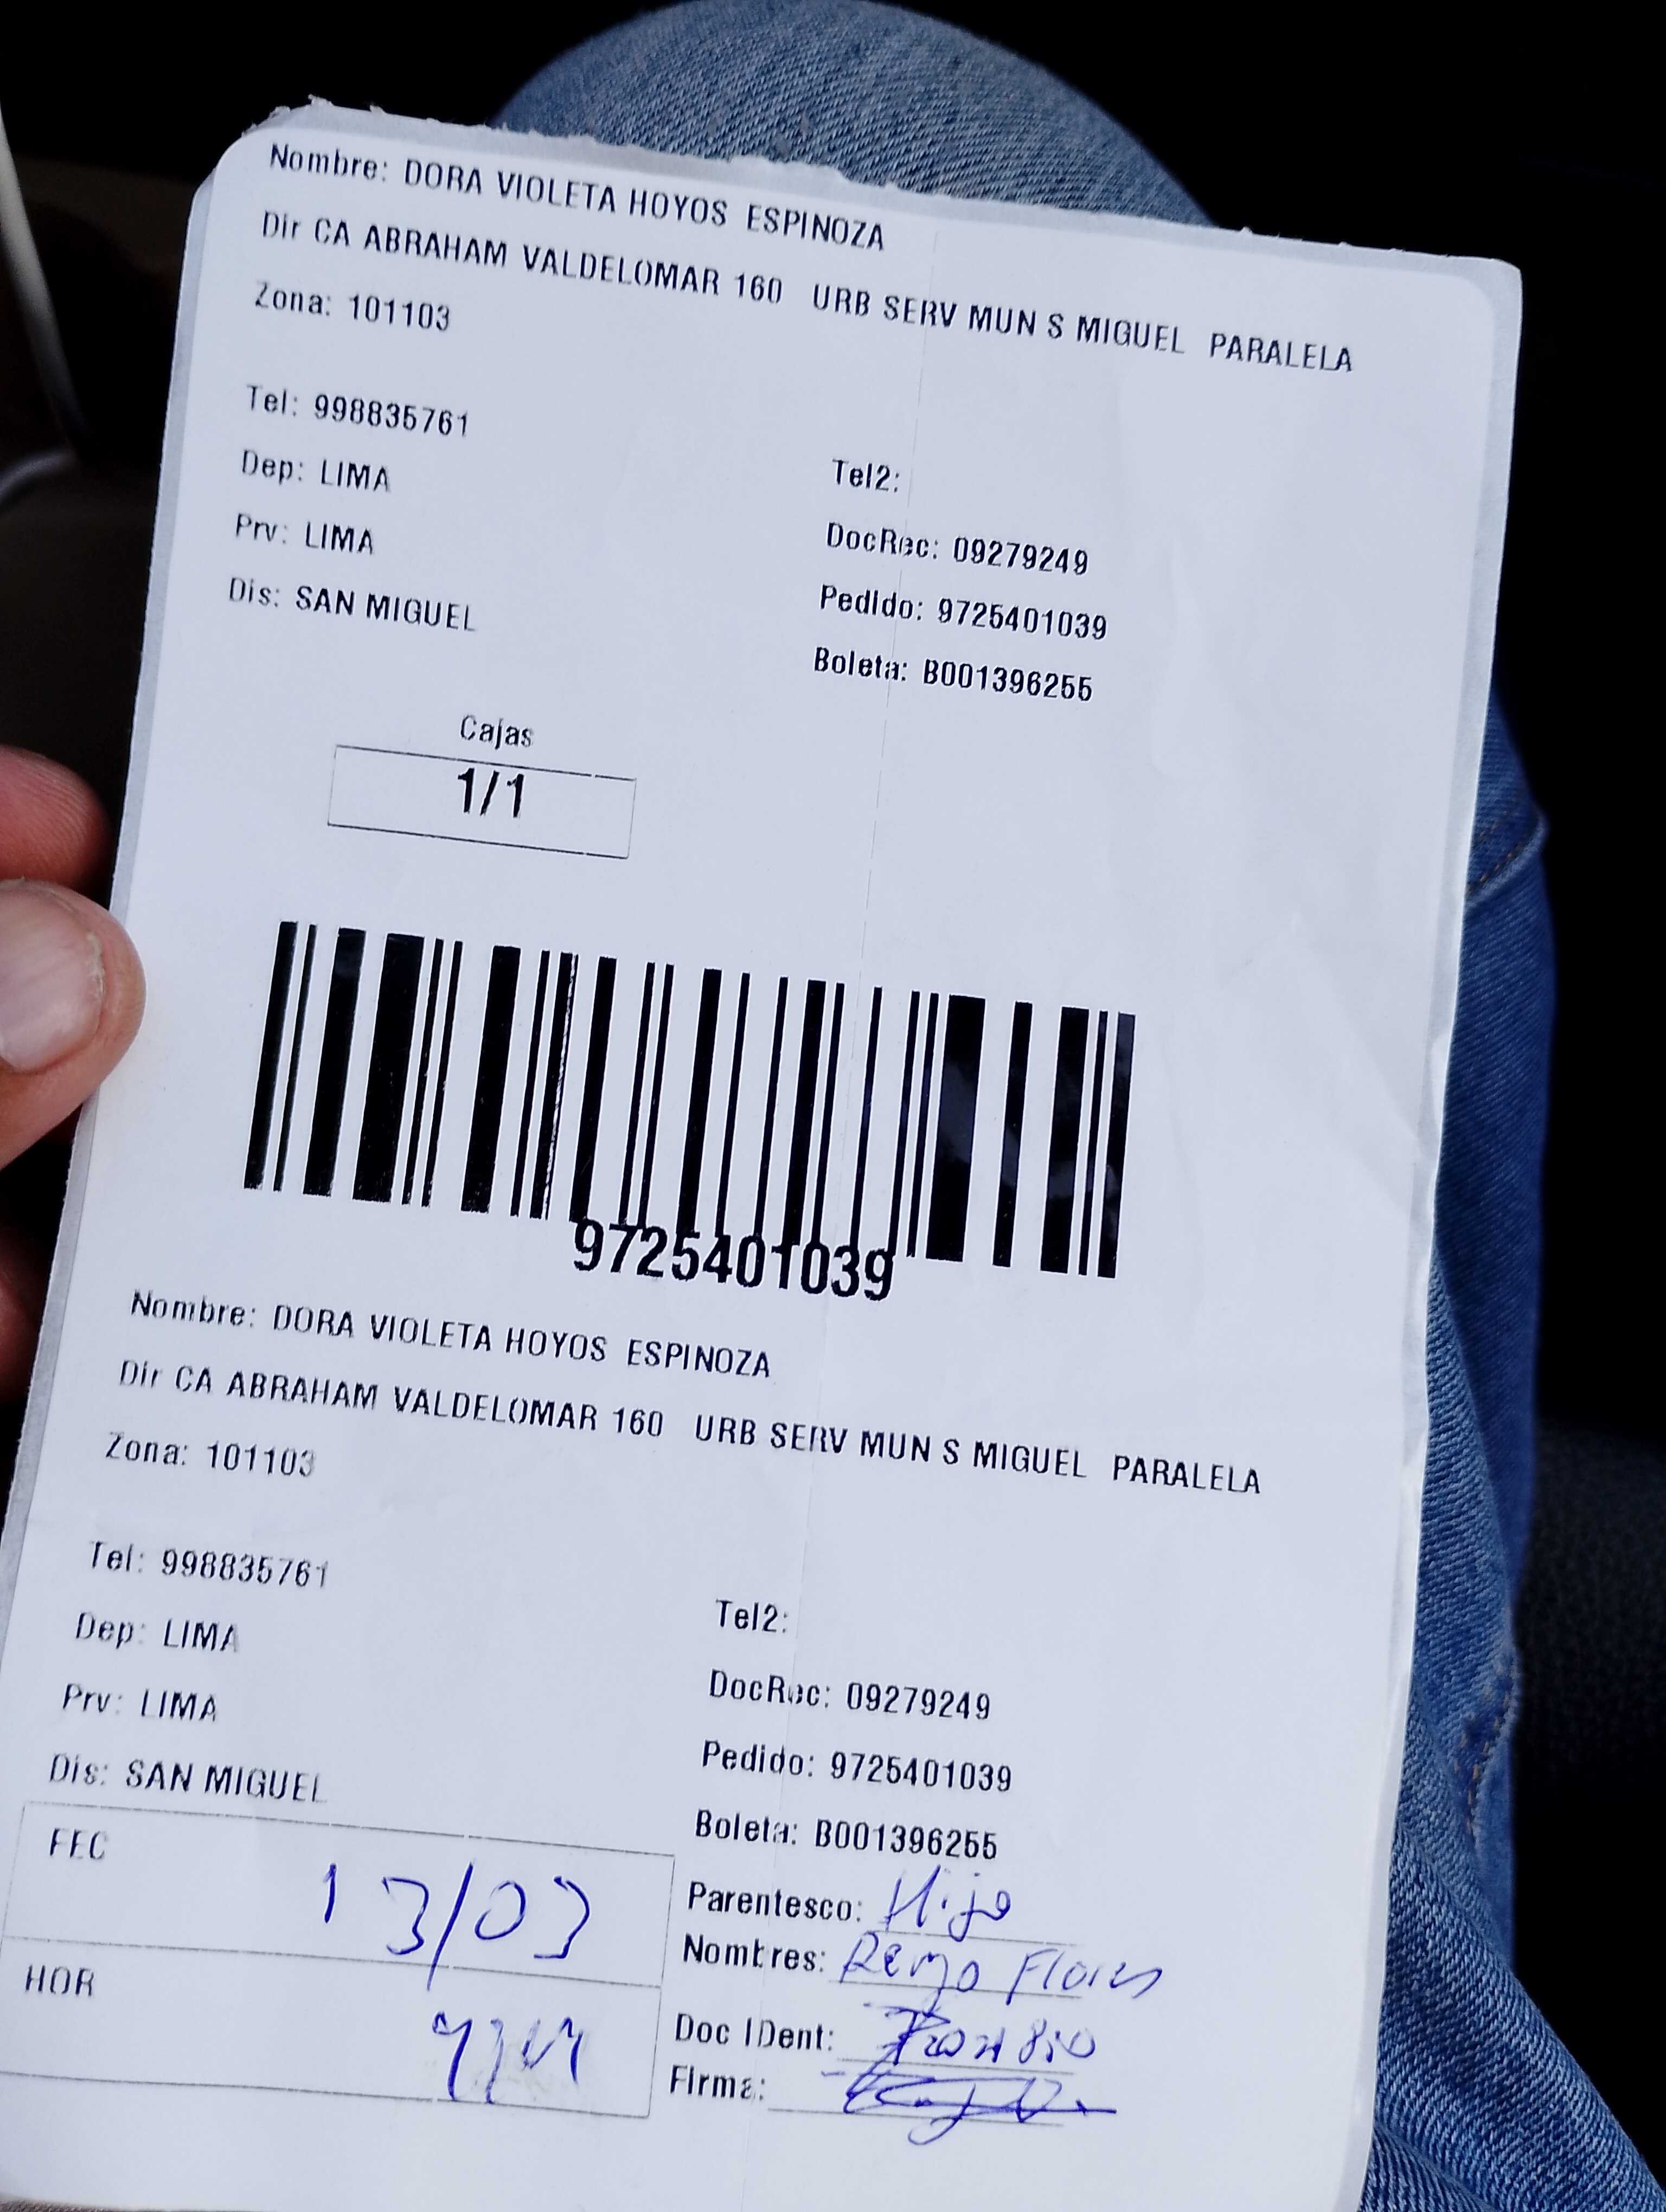 Nombre: DORA VIOLETA HOYOS ESPINOZA
Dir CA ABRAHAM VALDELOMAR 160 URB SERV MUN S MIGUEL PARALELA
Zona: 101103
Tel: 998835761
Tel2:
Dep: LIMA
DocRec: 09279249
Prv: LIMA
Pedido: 9725401039
Dis: SAN MIGUEL
Boleta: B001396255
Cajas
1/1
9725401039
Nombre: DORA VIOLETA HOYOS ESPINOZA
Dir CA ABRAHAM VALDELOMAR 160 URB SERV MUN S MIGUEL PARALELA
Zona: 101103
Tel: 998835761
Tel2:
Dep: LIMA
DocRec: 09279249
Prv: LIMA
Pedido: 9725401039
Dis: SAN MIGUEL
Boleta: B001396255
FEC 13/03
Parentesco: Hijo
Nombres: Flores
HOR
Doc IDent:
Firma: